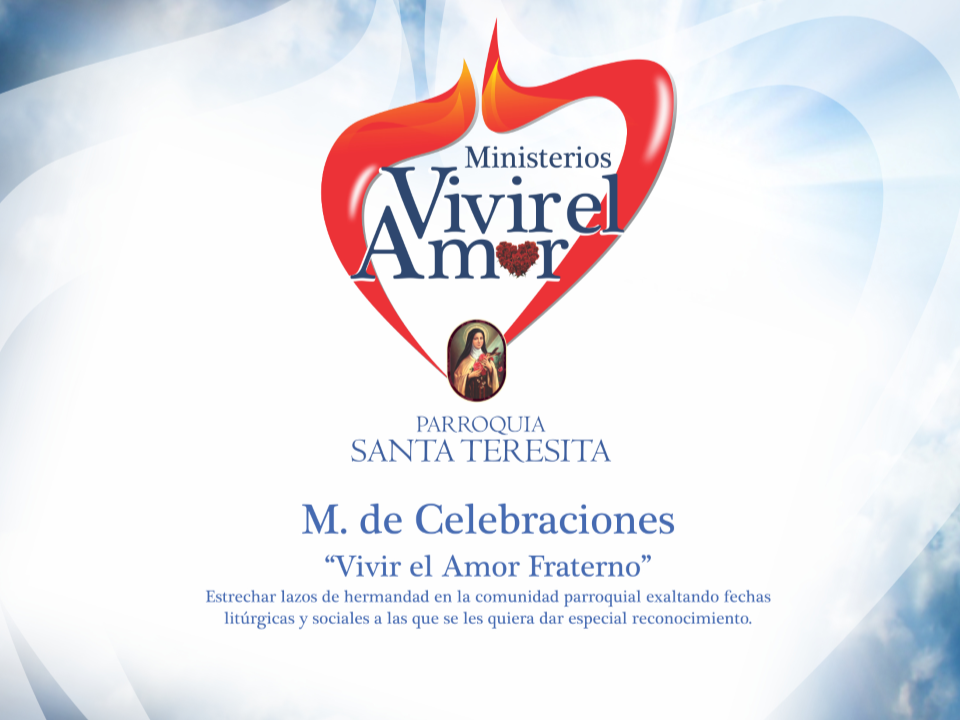 Ministerios
Vivir el
Amor
PARROQUIA
SANTA TERESITA
M. de Celebraciones
“Vivir el Amor Fraterno”
Estrechar lazos de hermandad en la comunidad parroquial exaltando fechas
litúrgicas y sociales a las que se les quiera dar especial reconocimiento.